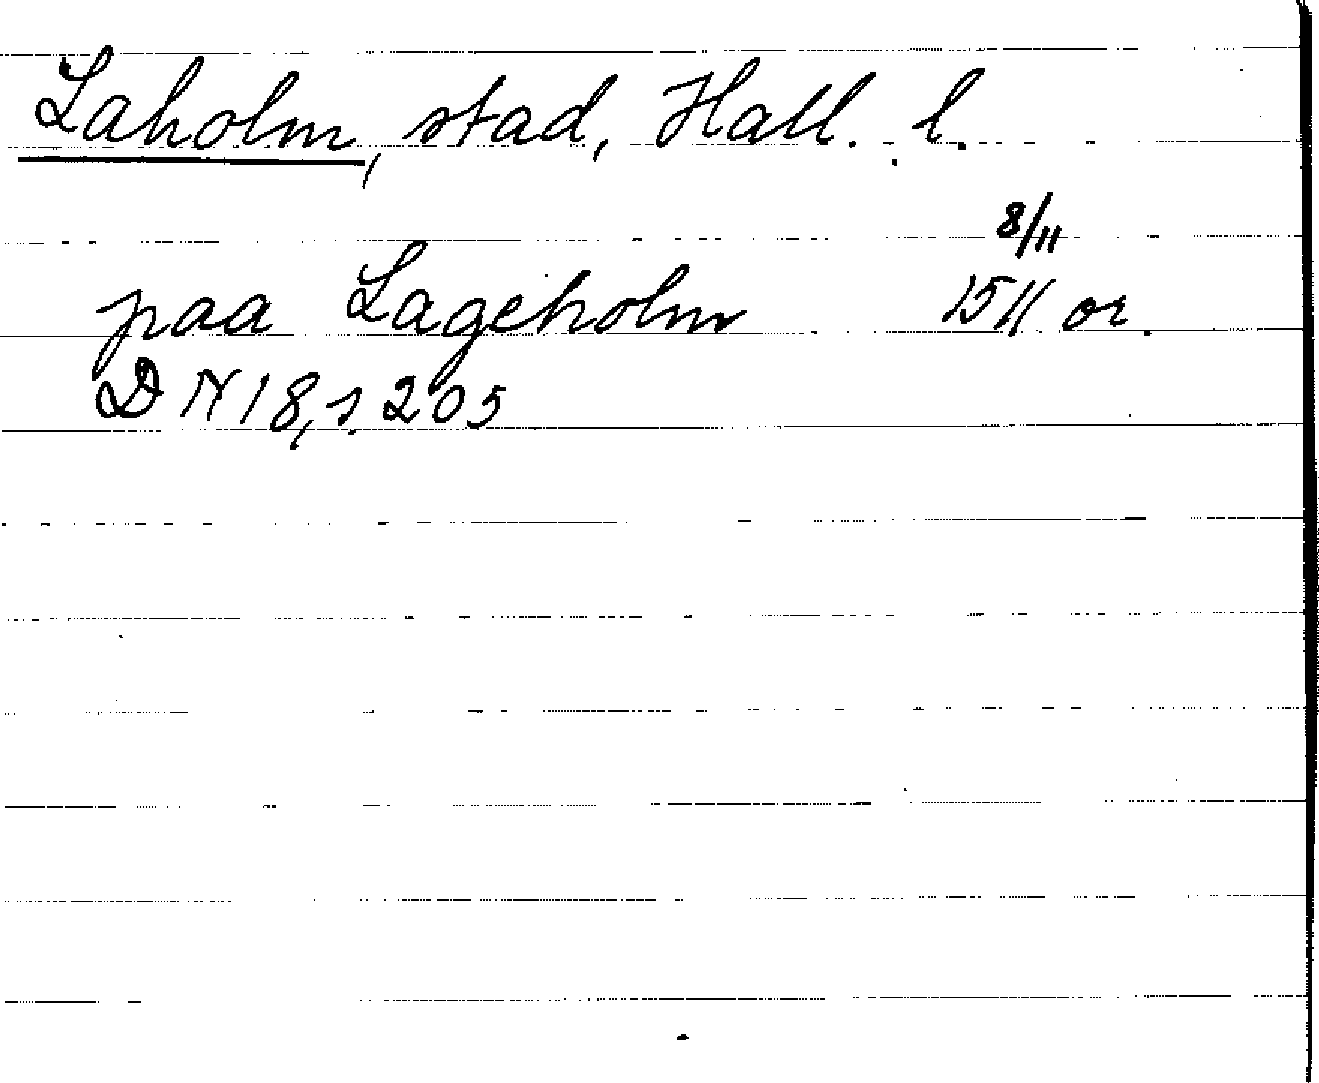 Laholm, stad, Hall. l.
8/11
paa Lageholm 1511 or.
DN 18, s. 205